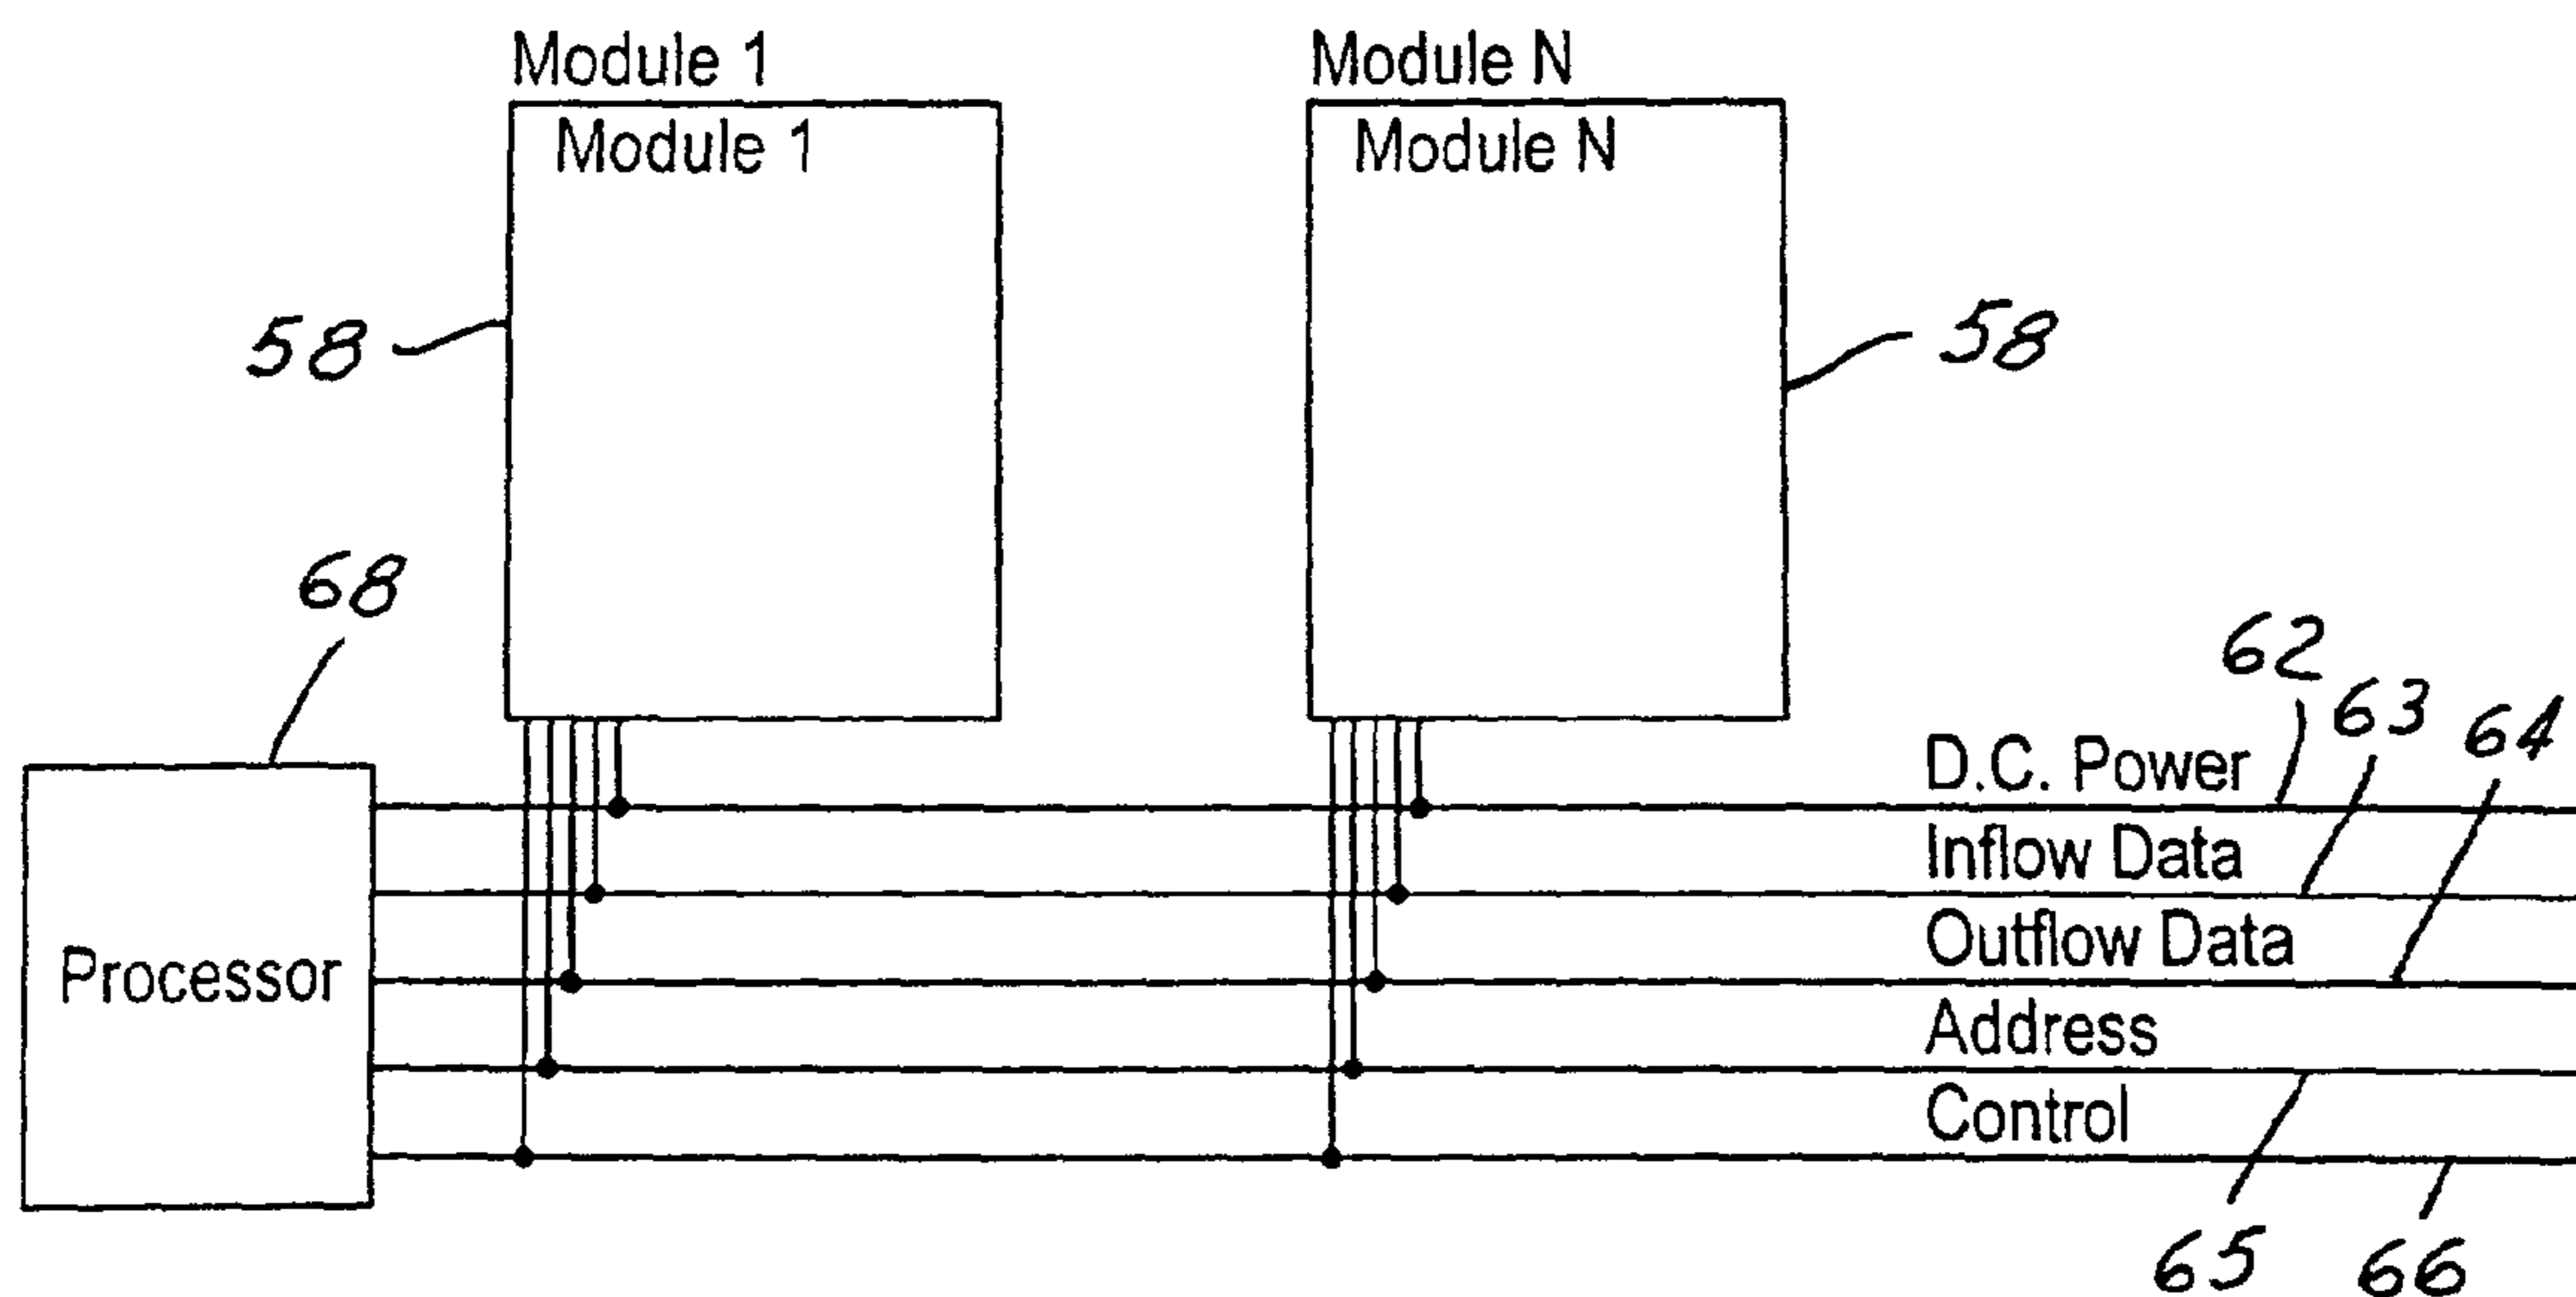 Module 1
Module N
Module 1
Module N
58
58
68
62
63
64
D.C. Power
Inflow Data
Outflow Data
Processor
Address
Control
65
66